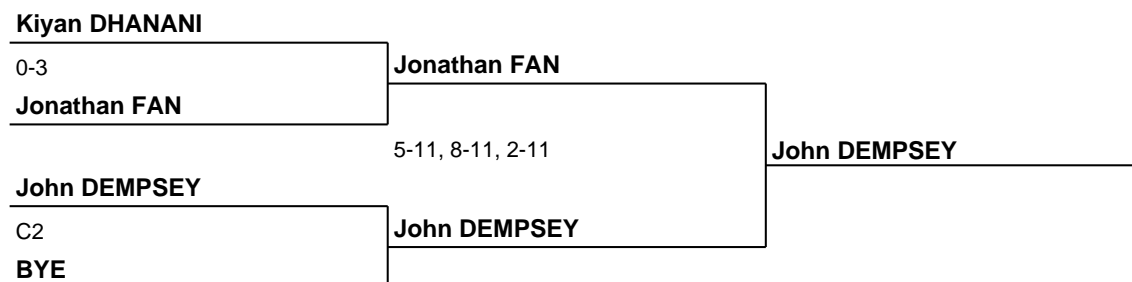 Kiyan DHANANI
0-3
Jonathan FAN
Jonathan FAN
5-11, 8-11, 2-11
John DEMPSEY
John DEMPSEY
C2
John DEMPSEY
BYE